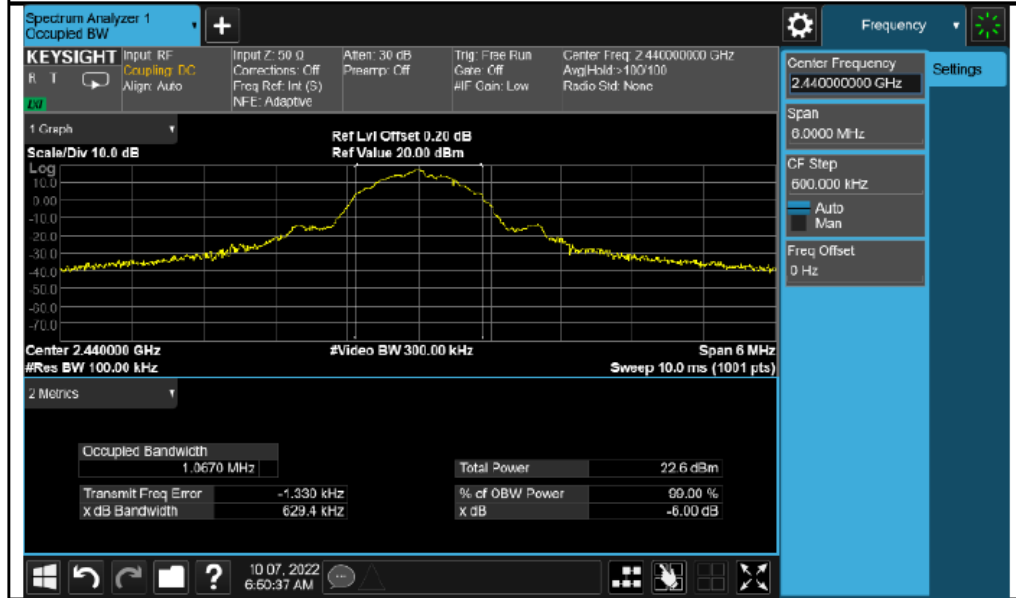 Spectrum Analyzer 1
Occupied BW
+
Frequency
KEYSIGHT
R T
LXI
Input: RF
Coupling: DC
Align: Auto
Input Z: 50 Ω
Corrections: Off
Freq Ref: Int (S)
NFE: Adaptive
Atten: 30 dB
Preamp: Off
Trig: Free Run
Gate: Off
#IF Gain: Low
Center Freq: 2.440000000 GHz
Avg|Hold:>100/100
Radio Std: None
1 Graph
Scale/Div 10.0 dB
Ref Lvl Offset 0.20 dB
Ref Value 20.00 dBm
Log
10.0
0.00
-10.0
-20.0
-30.0
-40.0
-50.0
-60.0
-70.0
Center 2.440000 GHz
#Res BW 100.00 kHz
#Video BW 300.00 kHz
Span 6 MHz
Sweep 10.0 ms (1001 pts)
2 Metrics
Occupied Bandwidth
1.0670 MHz
Transmit Freq Error -1.330 kHz
x dB Bandwidth 629.4 kHz
Total Power 22.6 dBm
% of OBW Power 99.00 %
x dB -6.00 dB
?
10 07, 2022
6:50:37 AM
Center Frequency
2.440000000 GHz
Span
6.0000 MHz
CF Step
600.000 kHz
Auto
Man
Freq Offset
0 Hz
Settings